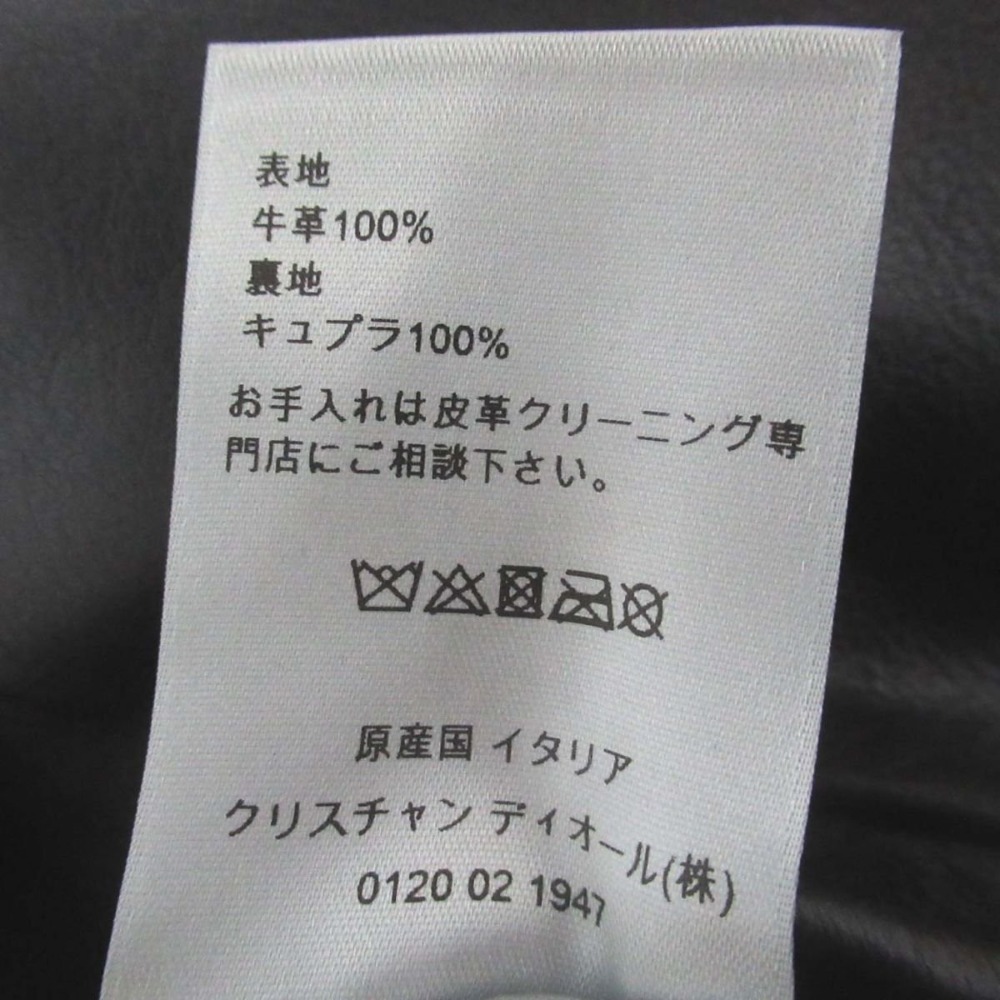 表地
牛革100%
裏地
キュプラ100%
お手入れは皮革クリーニング専
門店にご相談下さい。
原産国 イタリア
クリスチャン ディオール(株)
0120 02 1947